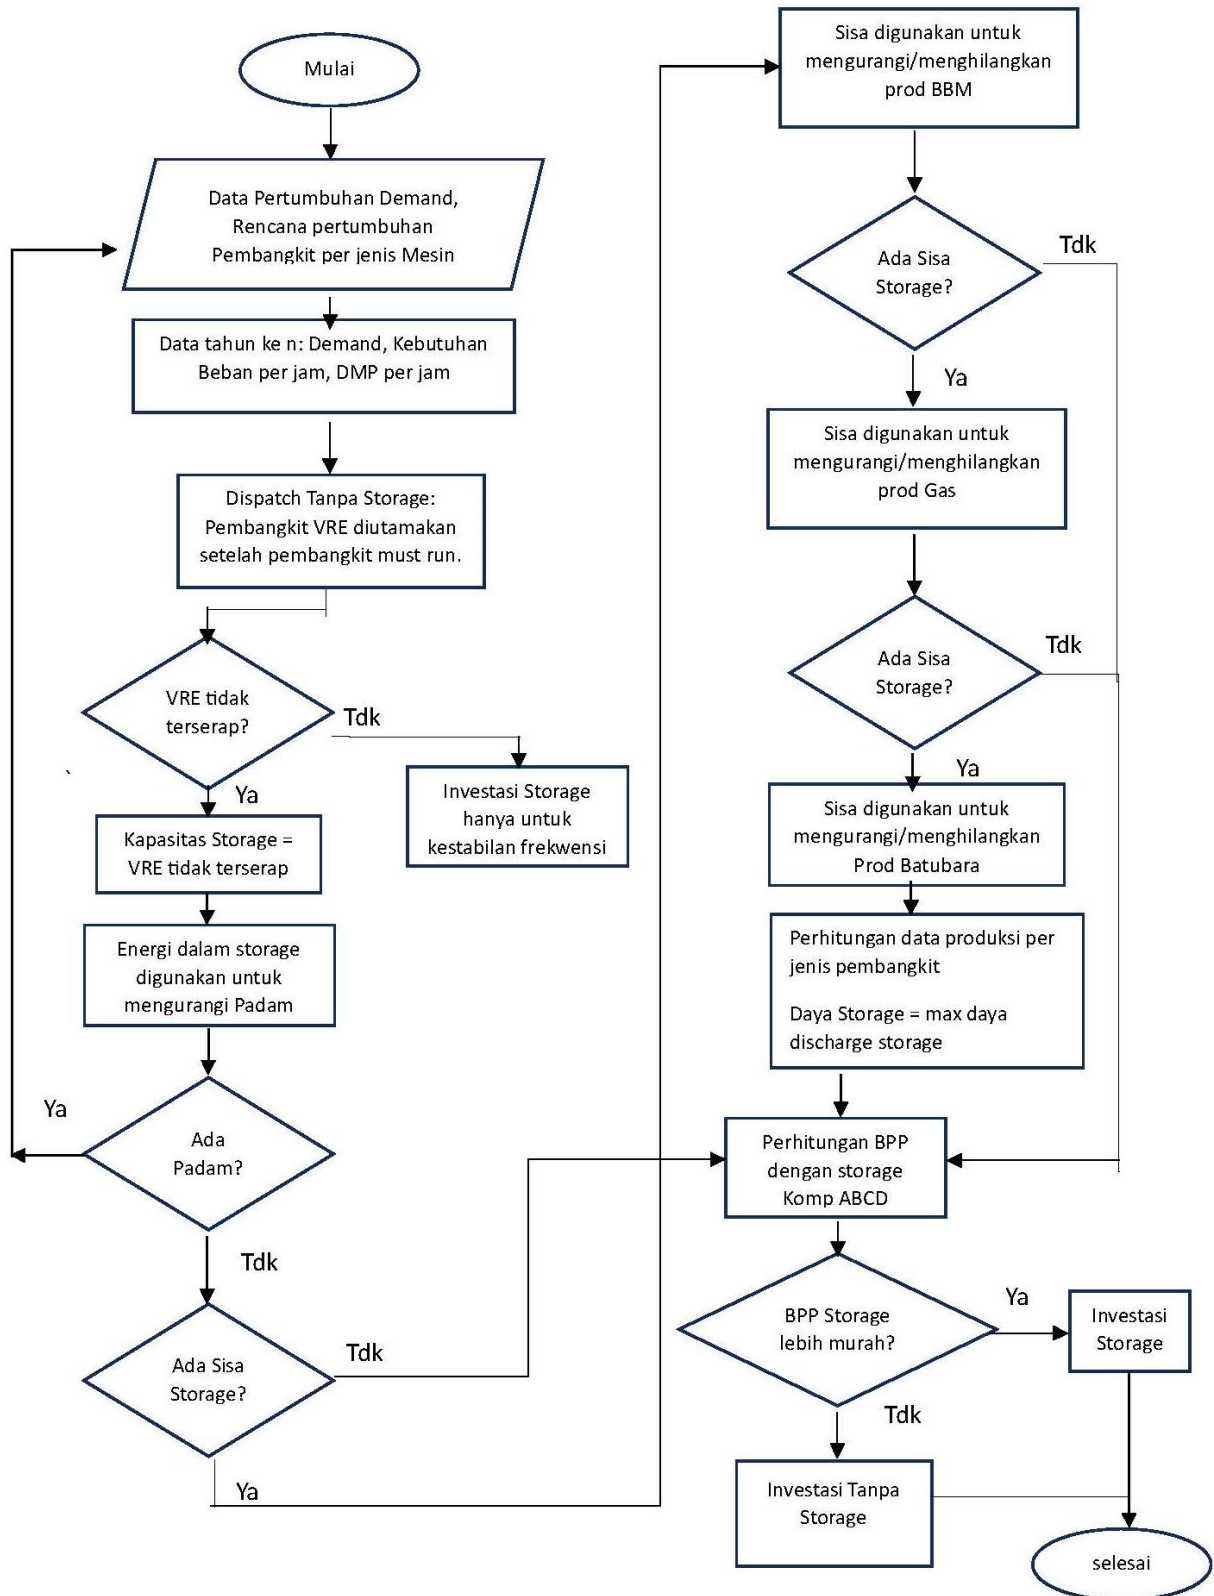 Mulai
Data Pertumbuhan Demand,
Rencana pertumbuhan
Pembangkit per jenis Mesin
Data tahun ke n: Demand, Kebutuhan
Beban per jam, DMP per jam
Dispatch Tanpa Storage:
Pembangkit VRE diutamakan
setelah pembangkit must run.
VRE tidak
terserap?
Tdk
Ya
Investasi Storage
hanya untuk
kestabilan frekwensi
Kapasitas Storage =
VRE tidak terserap
Energi dalam storage
digunakan untuk
mengurangi Padam
Ya
Ada
Padam?
Tdk
Ada Sisa
Storage?
Tdk
Ya
Sisa digunakan untuk
mengurangi/menghilangkan
prod BBM
Tdk
Ada Sisa
Storage?
Ya
Sisa digunakan untuk
mengurangi/menghilangkan
prod Gas
Tdk
Ada Sisa
Storage?
Ya
Sisa digunakan untuk
mengurangi/menghilangkan
Prod Batubara
Perhitungan data produksi per
jenis pembangkit
Daya Storage = max daya
discharge storage
Perhitungan BPP
dengan storage
Komp ABCD
BPP Storage
lebih murah?
Ya
Investasi
Storage
Tdk
Investasi Tanpa
Storage
selesai